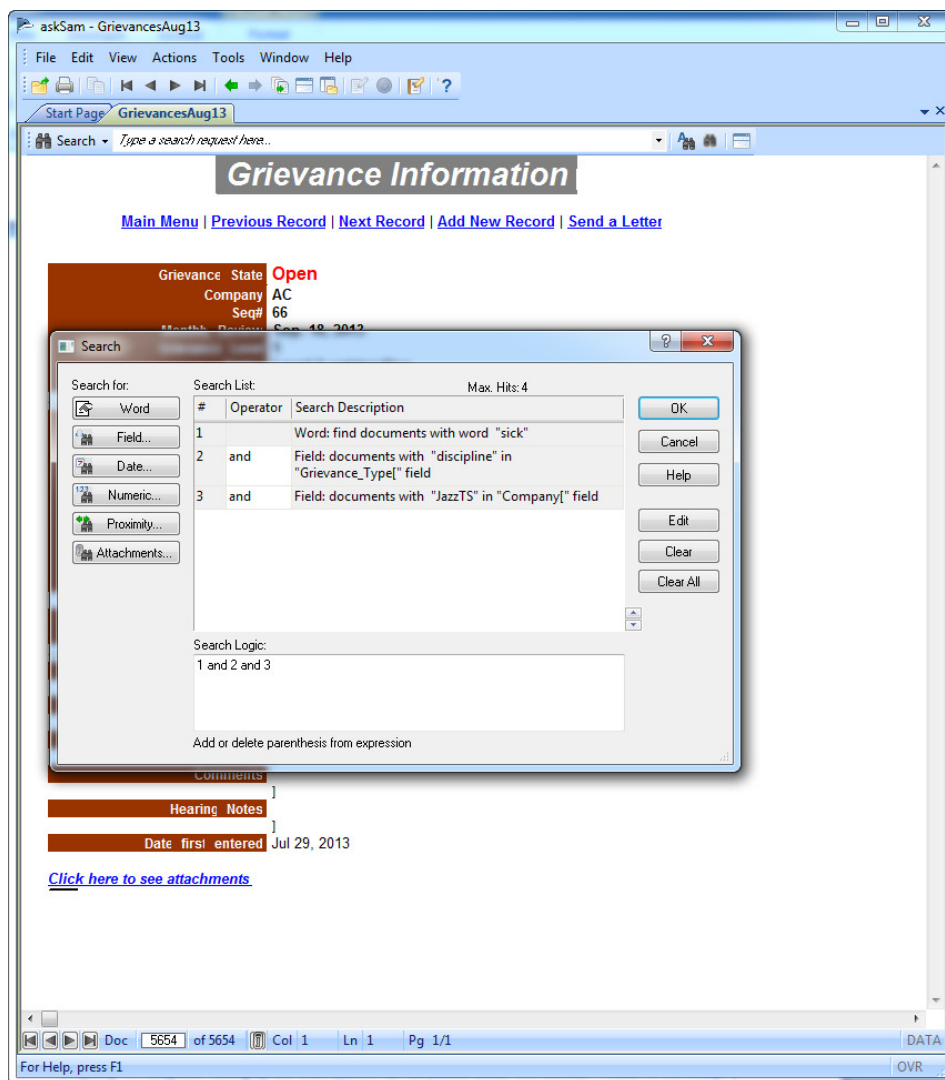 askSam - GrievancesAug13
File Edit View Actions Tools Window Help
Start Page GrievancesAug13
Search Type a search request here...
Grievance Information
Main Menu | Previous Record | Next Record | Add New Record | Send a Letter
Grievance State Open
Company AC
Seq# 66
Monthly Review Sep. 18, 2013
Search
Search for:
Word
Field...
Date...
Numeric...
Proximity...
Attachments...
Search List:
Max. Hits: 4
# Operator Search Description
1 Word: find documents with word "sick"
2 and Field: documents with "discipline" in
"Grievance_Type[" field
3 and Field: documents with "JazzTS" in "Company[" field
OK
Cancel
Help
Edit
Clear
Clear All
Search Logic:
1 and 2 and 3
Add or delete parenthesis from expression
Comments
]
Hearing Notes
]
Date first entered Jul 29, 2013
Click here to see attachments
Doc 5654 of 5654 Col 1 Ln 1 Pg 1/1 DATA
For Help, press F1 OVR